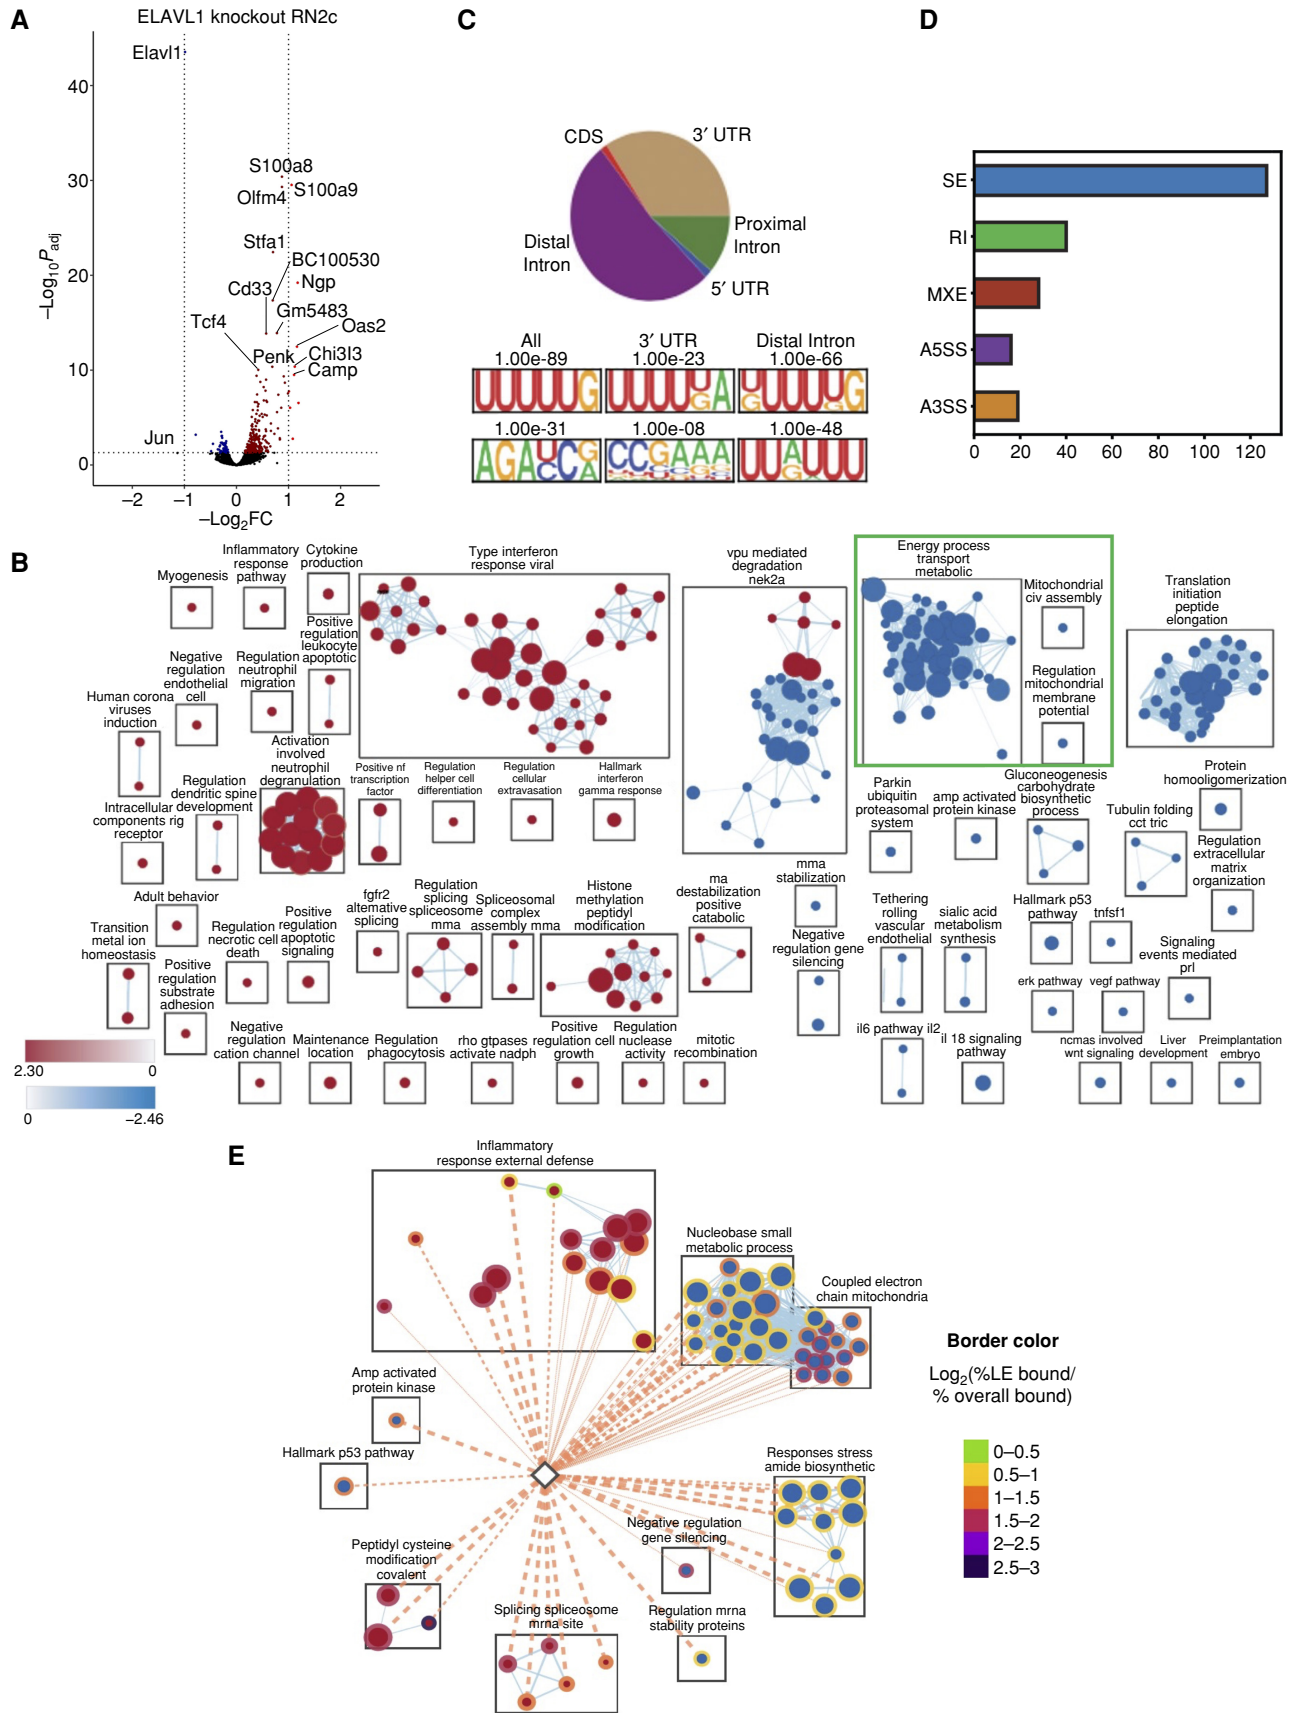 A
ELAVL1 knockout RN2c
Elavl1
S100a8
S100a9
Olfm4
Stfa1
BC100530
Ngp
Cd33
Gm5483
Oas2
Tcf4
Penk
Chi3l3
Camp
Jun
40
30
20
10
0
–Log10Padj
–2
–1
0
1
2
–Log2FC
C
CDS
3′ UTR
Distal
Intron
Proximal
Intron
5′ UTR
All
3′ UTR
Distal Intron
1.00e-89
1.00e-23
1.00e-66
UUUUUG
1.00e-31
1.00e-08
1.00e-48
D
SE
RI
MXE
A5SS
A3SS
0
20
40
60
80
100
120
B
Myogenesis
Inflammatory
response
pathway
Cytokine
production
Type interferon
response viral
vpu mediated
degradation
nek2a
Energy process
transport
metabolic
Mitochondrial
civ assembly
Regulation
mitochondrial
membrane
potential
Translation
initiation
peptide
elongation
Positive
regulation
leukocyte
apoptotic
Negative
regulation
endothelial
cell
Regulation
neutrophil
migration
Human corona
viruses
induction
Activation
involved
neutrophil
degranulation
Positive nf
transcription
factor
Regulation
helper cell
differentiation
Regulation
cellular
extravasation
Hallmark
interferon
gamma response
Regulation
dendritic spine
development
Intracellular
components rig
receptor
Parkin
ubiquitin
proteasomal
system
amp activated
protein kinase
Gluconeogenesis
carbohydrate
biosynthetic
process
Tubulin folding
cct tric
Protein
homooligomerization
Regulation
extracellular
matrix
organization
Adult behavior
Transition
metal ion
homeostasis
Positive
regulation
substrate
adhesion
Regulation
necrotic cell
death
Positive
regulation
apoptotic
signaling
fgfr2
alternative
splicing
Regulation
splicing
spliceosome
mma
Spliceosomal
complex
assembly mma
Histone
methylation
peptidyl
modification
ma
destabilization
positive
catabolic
mma
stabilization
Negative
regulation gene
silencing
Tethering
rolling
vascular
endothelial
sialic acid
metabolism
synthesis
Hallmark p53
pathway
tnfsf1
Signaling
events mediated
prl
erk pathway
vegf pathway
Negative
regulation
cation channel
Maintenance
location
Regulation
phagocytosis
rho gtpases
activate nadph
Positive
regulation cell
growth
Regulation
nuclease
activity
mitotic
recombination
il6 pathway il2
il 18 signaling
pathway
ncmas involved
wnt signaling
Liver
development
Preimplantation
embryo
2.30
0
0
–2.46
E
Inflammatory
response external defense
Nucleobase small
metabolic process
Coupled electron
chain mitochondria
Amp activated
protein kinase
Hallmark p53 pathway
Responses stress
amide biosynthetic
Negative regulation
gene silencing
Peptidyl cysteine
modification
covalent
Splicing spliceosome
mrna site
Regulation mrna
stability proteins
Border color
Log2(%LE bound/
% overall bound)
0–0.5
0.5–1
1–1.5
1.5–2
2–2.5
2.5–3